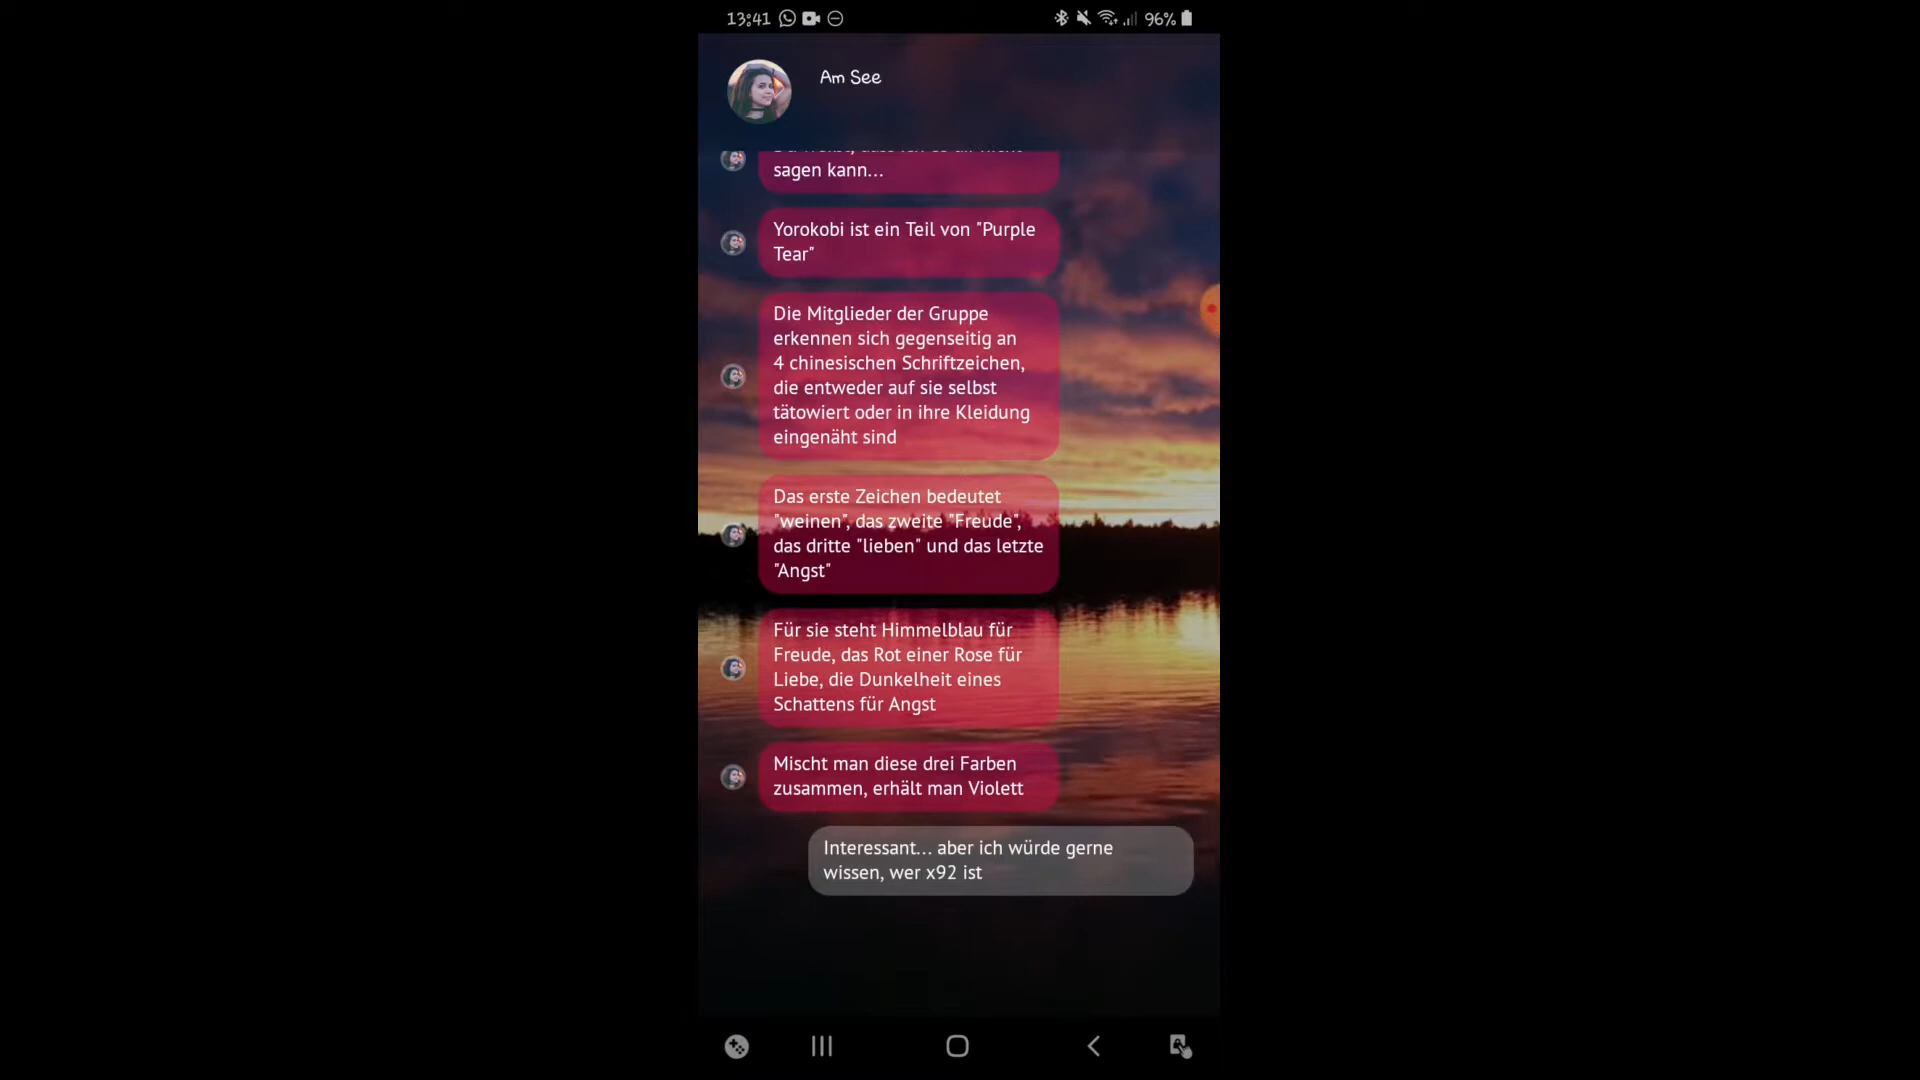 13:41
96%
Am See
sagen kann...
Yorokobi ist ein Teil von "Purple
Tear"
Die Mitglieder der Gruppe
erkennen sich gegenseitig an
4 chinesischen Schriftzeichen,
die entweder auf sie selbst
tätowiert oder in ihre Kleidung
eingenäht sind
Das erste Zeichen bedeutet
"weinen", das zweite "Freude",
das dritte "lieben" und das letzte
"Angst"
Für sie steht Himmelblau für
Freude, das Rot einer Rose für
Liebe, die Dunkelheit eines
Schattens für Angst
Mischt man diese drei Farben
zusammen, erhält man Violett
Interessant... aber ich würde gerne
wissen, wer x92 ist